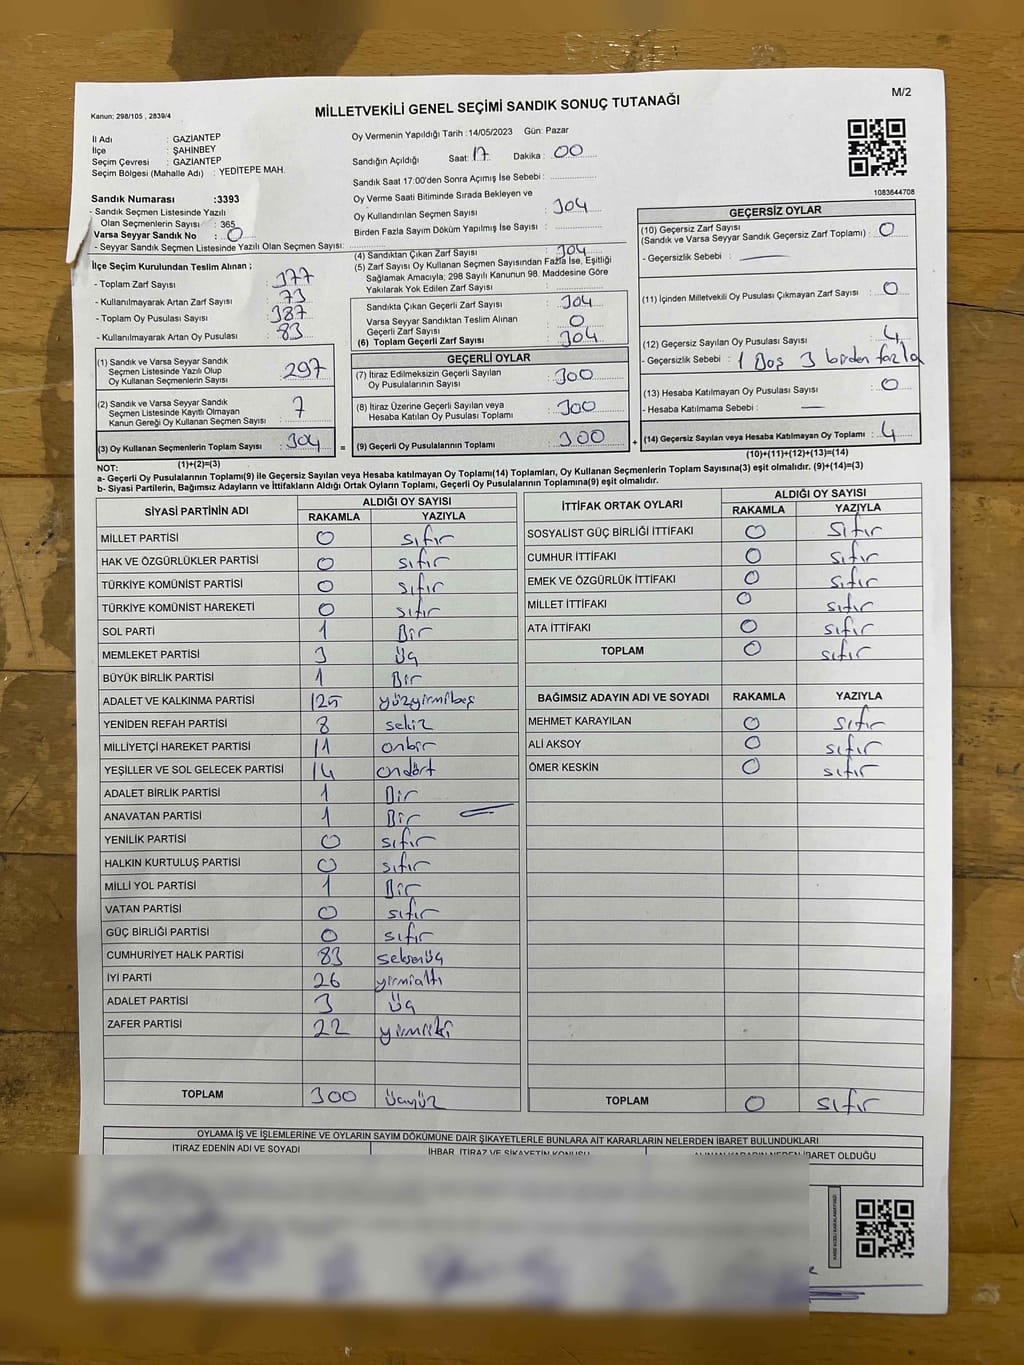 M/2
Kanun; 298/105 , 2839/4
MİLLETVEKİLİ GENEL SEÇİMİ SANDIK SONUÇ TUTANAĞI
İl Adı : GAZİANTEP
İlçe : ŞAHİNBEY
Seçim Çevresi : GAZİANTEP
Seçim Bölgesi (Mahalle Adı) : YEDİTEPE MAH.
Sandık Numarası :3393
- Sandık Seçmen Listesinde Yazılı
Olan Seçmenlerin Sayısı : 365
Varsa Seyyar Sandık No : 0
- Seyyar Sandık Seçmen Listesinde Yazılı Olan Seçmen Sayısı:
Oy Vermenin Yapıldığı Tarih :14/05/2023 Gün: Pazar
Sandığın Açıldığı Saat: 17 Dakika : 00
Sandık Saat 17:00'den Sonra Açımış İse Sebebi :
Oy Verme Saati Bitiminde Sırada Bekleyen ve
Oy Kullandırılan Seçmen Sayısı : 304
Birden Fazla Sayım Döküm Yapılmış İse Sayısı :
1083644708
İlçe Seçim Kurulundan Teslim Alınan ;
- Toplam Zarf Sayısı : 377
- Kullanılmayarak Artan Zarf Sayısı : 73
- Toplam Oy Pusulası Sayısı : 387
- Kullanılmayarak Artan Oy Pusulası : 83
(4) Sandıktan Çıkan Zarf Sayısı : 304
(5) Zarf Sayısı Oy Kullanan Seçmen Sayısından Fazla İse, Eşitliği
Sağlamak Amacıyla; 298 Sayılı Kanunun 98. Maddesine Göre
Yakılarak Yok Edilen Zarf Sayısı :
Sandıkta Çıkan Geçerli Zarf Sayısı : 304
Varsa Seyyar Sandıktan Teslim Alınan
Geçerli Zarf Sayısı : 0
(6) Toplam Geçerli Zarf Sayısı : 304
GEÇERSİZ OYLAR
(10) Geçersiz Zarf Sayısı
(Sandık ve Varsa Seyyar Sandık Geçersiz Zarf Toplamı) : 0
- Geçersizlik Sebebi :
(11) İçinden Milletvekili Oy Pusulası Çıkmayan Zarf Sayısı : 0
(12) Geçersiz Sayılan Oy Pusulası Sayısı : 4
- Geçersizlik Sebebi : 1 Boş 3 birden fazla
(13) Hesaba Katılmayan Oy Pusulası Sayısı : 0
- Hesaba Katılmama Sebebi :
(14) Geçersiz Sayılan veya Hesaba Katılmayan Oy Toplamı : 4
(10)+(11)+(12)+(13)=(14)
(1) Sandık ve Varsa Seyyar Sandık
Seçmen Listesinde Yazılı Olup
Oy Kullanan Seçmenlerin Sayısı : 297
(2) Sandık ve Varsa Seyyar Sandık
Seçmen Listesinde Kayıtlı Olmayan
Kanun Gereği Oy Kullanan Seçmen Sayısı : 7
(3) Oy Kullanan Seçmenlerin Toplam Sayısı : 304
(1)+(2)=(3)
GEÇERLİ OYLAR
(7) İtiraz Edilmeksizin Geçerli Sayılan
Oy Pusulalarının Sayısı : 300
(8) İtiraz Üzerine Geçerli Sayılan veya
Hesaba Katılan Oy Pusulası Toplamı : 300
= (9) Geçerli Oy Pusulalarının Toplamı : 300 +
NOT:
a- Geçerli Oy Pusulalarının Toplamı(9) ile Geçersiz Sayılan veya Hesaba katılmayan Oy Toplamı(14) Toplamları, Oy Kullanan Seçmenlerin Toplam Sayısına(3) eşit olmalıdır. (9)+(14)=(3)
b- Siyasi Partilerin, Bağımsız Adayların ve İttifakların Aldığı Ortak Oyların Toplamı, Geçerli Oy Pusulalarının Toplamına(9) eşit olmalıdır.
SİYASİ PARTİNİN ADI ALDIĞI OY SAYISI
RAKAMLA YAZIYLA
MİLLET PARTİSİ 0 sıfır
HAK VE ÖZGÜRLÜKLER PARTİSİ 0 sıfır
TÜRKİYE KOMÜNİST PARTİSİ 0 sıfır
TÜRKİYE KOMÜNİST HAREKETİ 0 sıfır
SOL PARTİ 1 Bir
MEMLEKET PARTİSİ 3 üç
BÜYÜK BİRLİK PARTİSİ 1 Bir
ADALET VE KALKINMA PARTİSİ 125 yüzyirmibeş
YENİDEN REFAH PARTİSİ 8 sekiz
MİLLİYETÇİ HAREKET PARTİSİ 11 onbir
YEŞİLLER VE SOL GELECEK PARTİSİ 14 ondört
ADALET BİRLİK PARTİSİ 1 Bir
ANAVATAN PARTİSİ 1 Bir
YENİLİK PARTİSİ 0 sıfır
HALKIN KURTULUŞ PARTİSİ 0 sıfır
MİLLİ YOL PARTİSİ 1 Bir
VATAN PARTİSİ 0 sıfır
GÜÇ BİRLİĞİ PARTİSİ 0 sıfır
CUMHURİYET HALK PARTİSİ 83 seksenüç
İYİ PARTİ 26 yirmialtı
ADALET PARTİSİ 3 üç
ZAFER PARTİSİ 22 yirmiiki
TOPLAM 300 üçyüz
İTTİFAK ORTAK OYLARI ALDIĞI OY SAYISI
RAKAMLA YAZIYLA
SOSYALİST GÜÇ BİRLİĞİ İTTİFAKI 0 sıfır
CUMHUR İTTİFAKI 0 sıfır
EMEK VE ÖZGÜRLÜK İTTİFAKI 0 sıfır
MİLLET İTTİFAKI 0 sıfır
ATA İTTİFAKI 0 sıfır
TOPLAM 0 sıfır
BAĞIMSIZ ADAYIN ADI VE SOYADI RAKAMLA YAZIYLA
MEHMET KARAYILAN 0 sıfır
ALİ AKSOY 0 sıfır
ÖMER KESKİN 0 sıfır
TOPLAM 0 sıfır
OYLAMA İŞ VE İŞLEMLERİNE VE OYLARIN SAYIM DÖKÜMÜNE DAİR ŞİKAYETLERLE BUNLARA AİT KARARLARIN NELERDEN İBARET BULUNDUKLARI
İTİRAZ EDENİN ADI VE SOYADI İHBAR, İTİRAZ VE ŞİKAYETİN KONUSU ALINAN KARARIN NEDEN İBARET OLDUĞU